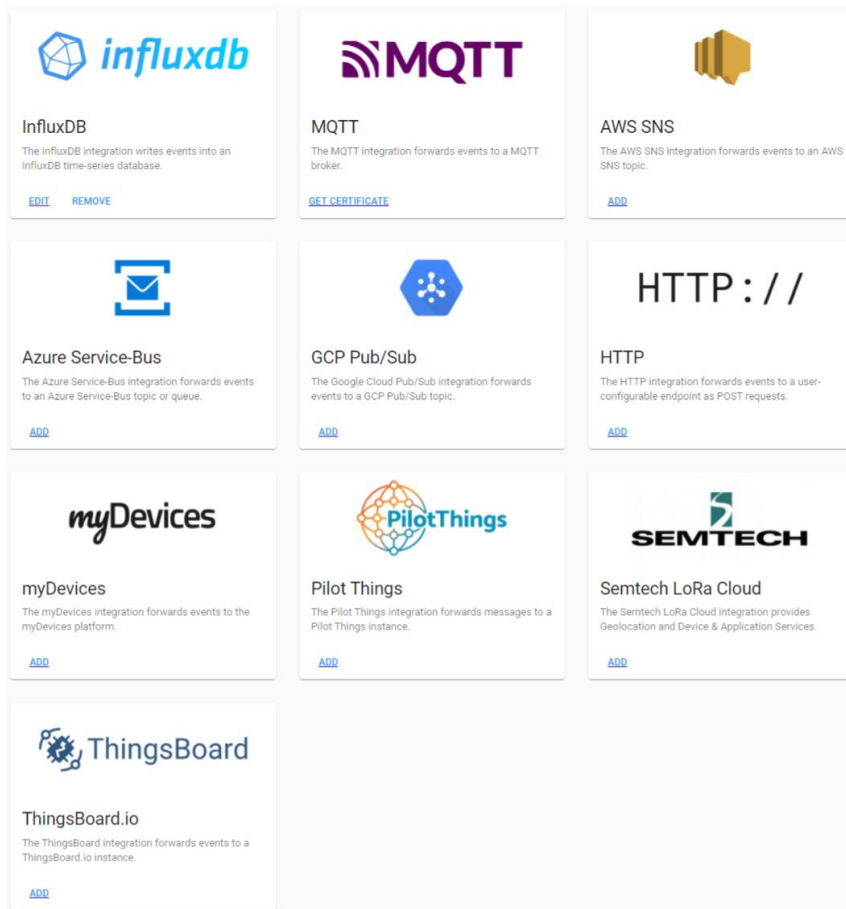 influxdb
InfluxDB
The InfluxDB integration writes events into an
InfluxDB time-series database.
EDIT REMOVE
MQTT
MQTT
The MQTT integration forwards events to a MQTT
broker.
GET CERTIFICATE
AWS SNS
The AWS SNS integration forwards events to an AWS
SNS topic.
ADD
Azure Service-Bus
The Azure Service-Bus integration forwards events
to an Azure Service-Bus topic or queue.
ADD
GCP Pub/Sub
The Google Cloud Pub/Sub integration forwards
events to a GCP Pub/Sub topic.
ADD
HTTP://
HTTP
The HTTP integration forwards events to a user-
configurable endpoint as POST requests.
ADD
myDevices
myDevices
The myDevices integration forwards events to the
myDevices platform.
ADD
PilotThings
Pilot Things
The Pilot Things integration forwards messages to a
Pilot Things instance.
ADD
SEMTECH
Semtech LoRa Cloud
The Semtech LoRa Cloud integration provides
Geolocation and Device & Application Services.
ADD
ThingsBoard
ThingsBoard.io
The ThingsBoard integration forwards events to a
ThingsBoard.io instance.
ADD